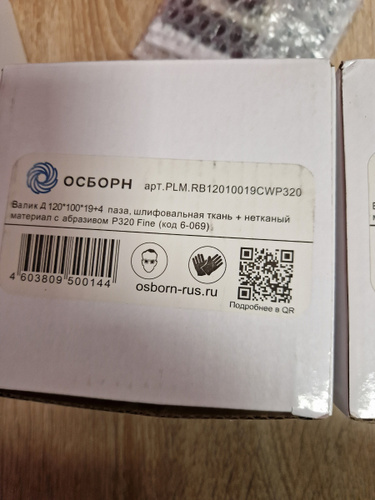 ОСБОРН арт.PLM.RB12010019CWP320
Валик Д 120*100*19+4 паза, шлифовальная ткань + нетканый
материал с абразивом P320 Fine (код 6-069)
4 603809 500144
osborn-rus.ru
Подробнее в QR